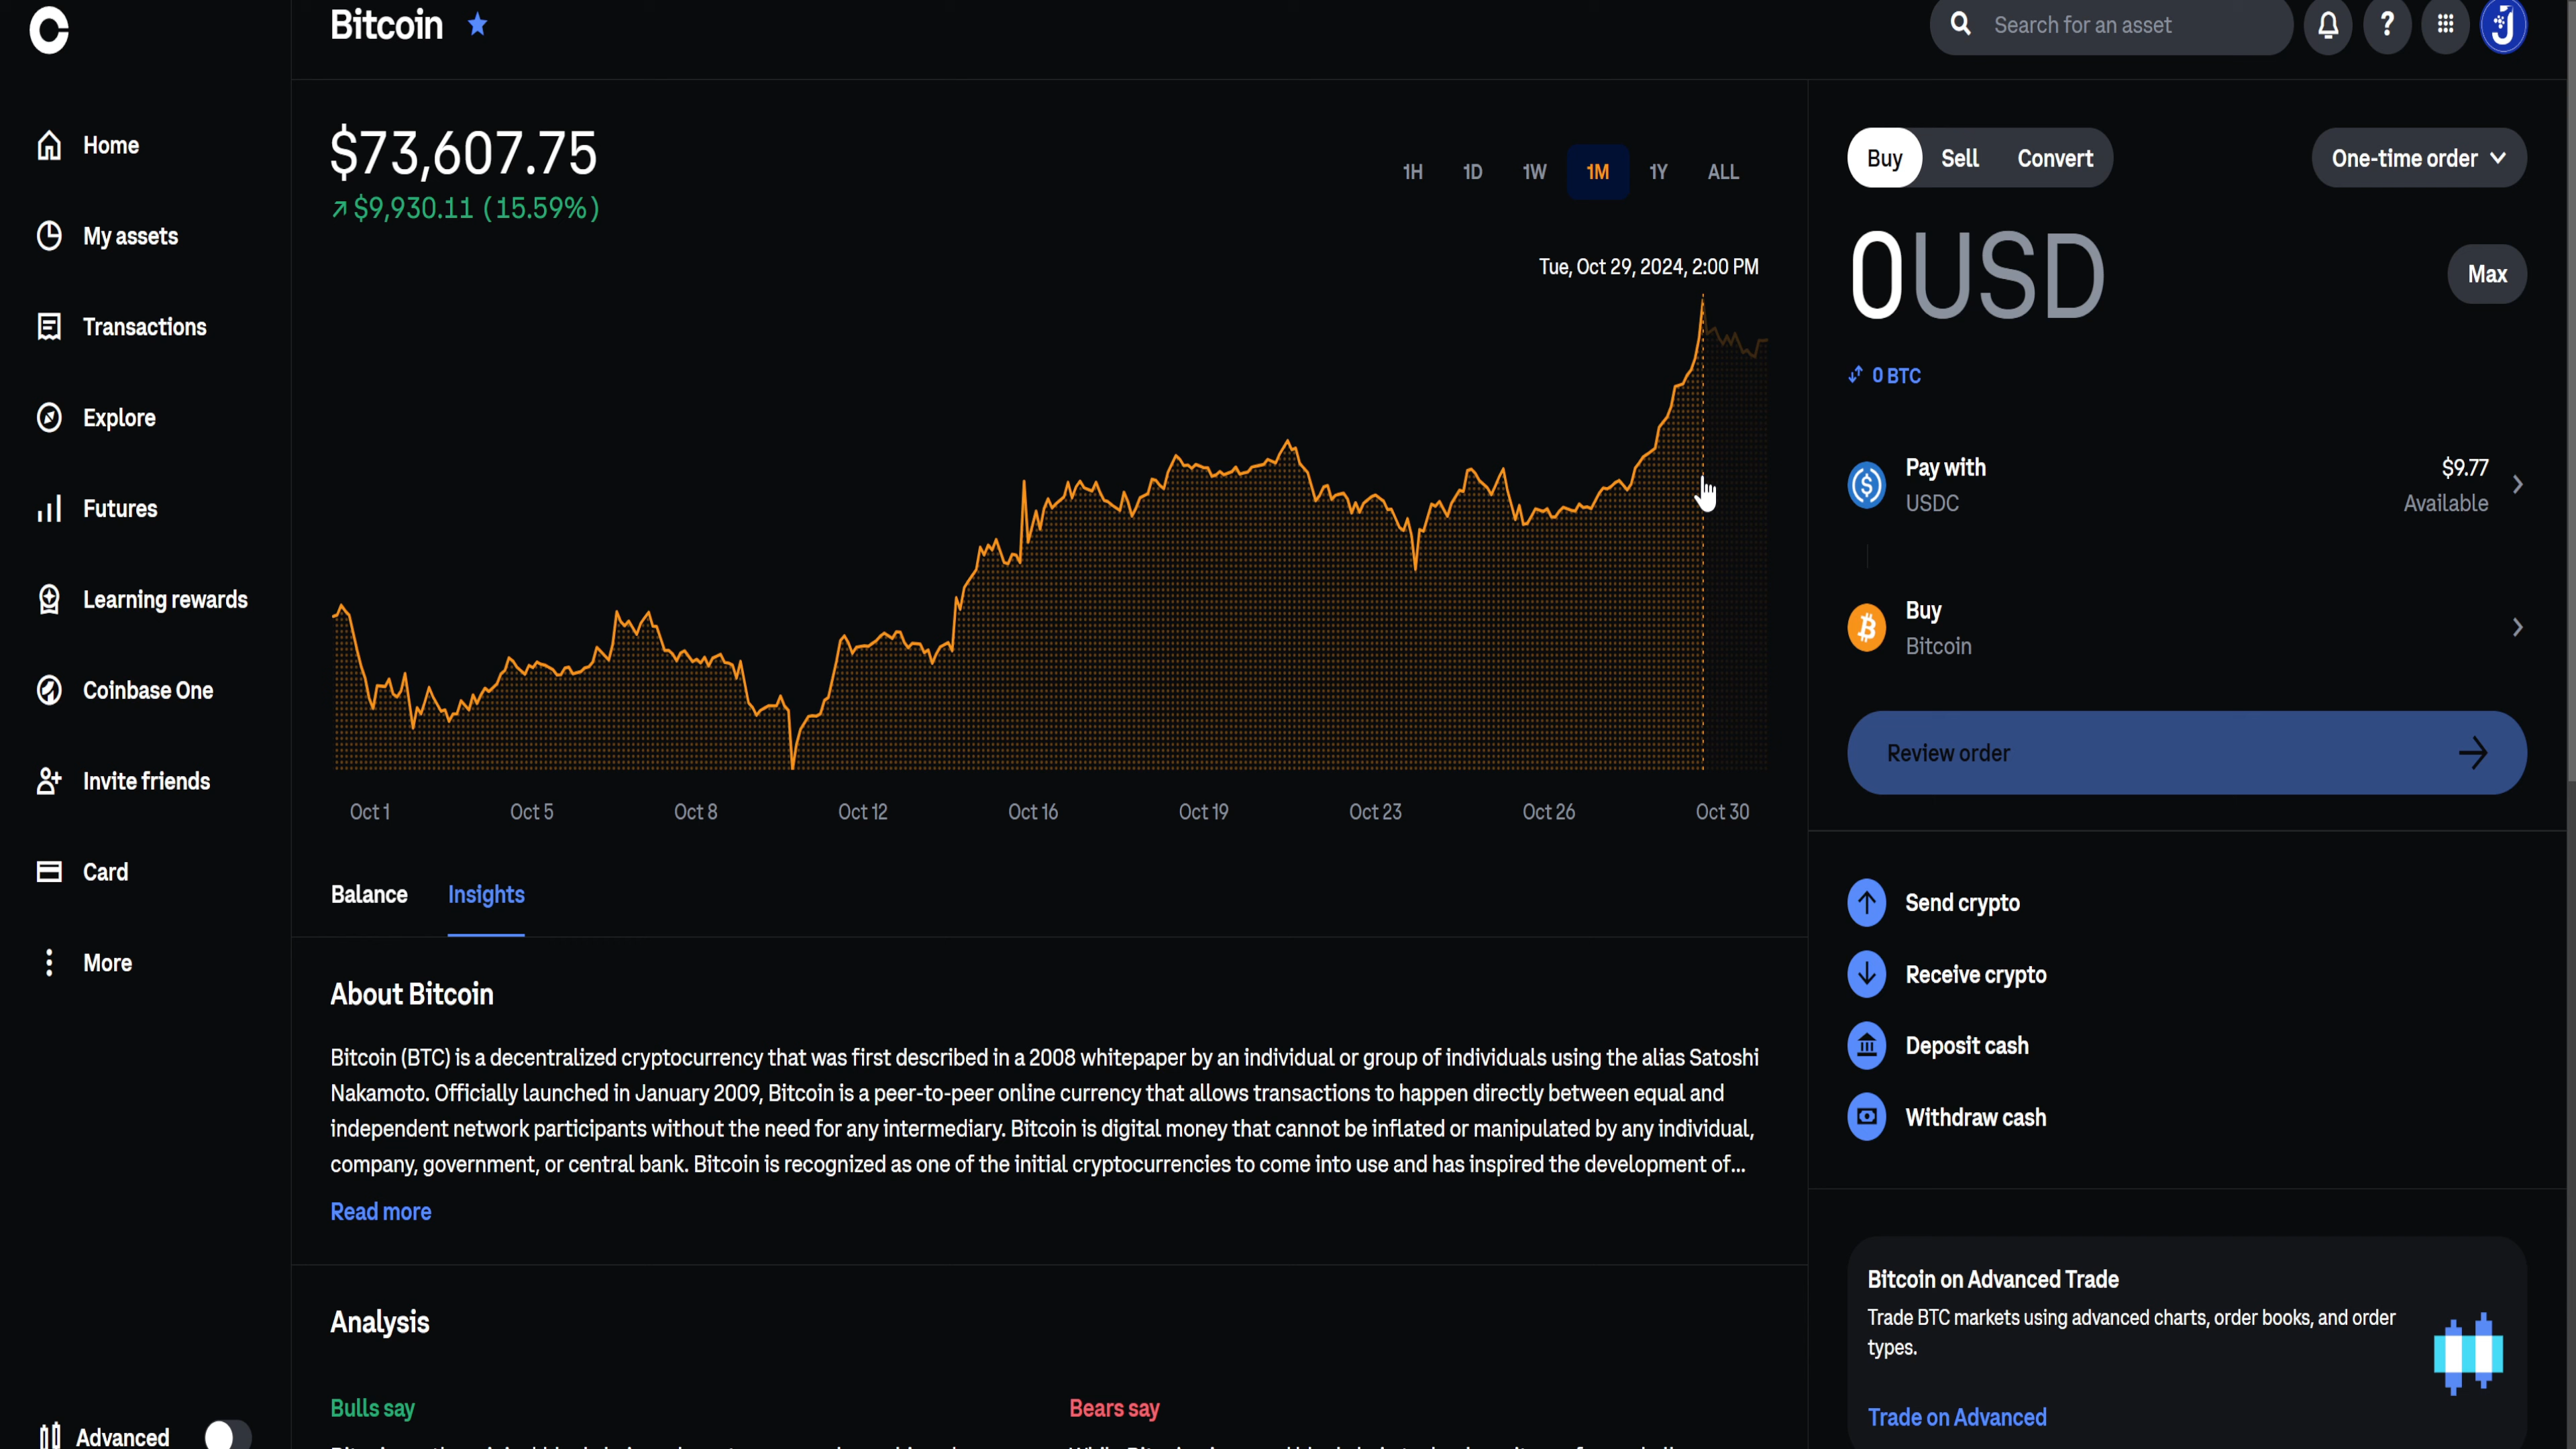 Bitcoin
Search for an asset
Home
My assets
Transactions
Explore
Futures
Learning rewards
Coinbase One
Invite friends
Card
More
Advanced
$73,607.75
↗ $9,930.11 (15.59%)
1H 1D 1W 1M 1Y ALL
Tue, Oct 29, 2024, 2:00 PM
Oct 1 Oct 5 Oct 8 Oct 12 Oct 16 Oct 19 Oct 23 Oct 26 Oct 30
Balance Insights
About Bitcoin
Bitcoin (BTC) is a decentralized cryptocurrency that was first described in a 2008 whitepaper by an individual or group of individuals using the alias Satoshi
Nakamoto. Officially launched in January 2009, Bitcoin is a peer-to-peer online currency that allows transactions to happen directly between equal and
independent network participants without the need for any intermediary. Bitcoin is digital money that cannot be inflated or manipulated by any individual,
company, government, or central bank. Bitcoin is recognized as one of the initial cryptocurrencies to come into use and has inspired the development of...
Read more
Analysis
Bulls say
Bears say
Buy Sell Convert
One-time order
0USD
Max
0 BTC
Pay with
USDC
$9.77
Available
Buy
Bitcoin
Review order
Send crypto
Receive crypto
Deposit cash
Withdraw cash
Bitcoin on Advanced Trade
Trade BTC markets using advanced charts, order books, and order
types.
Trade on Advanced